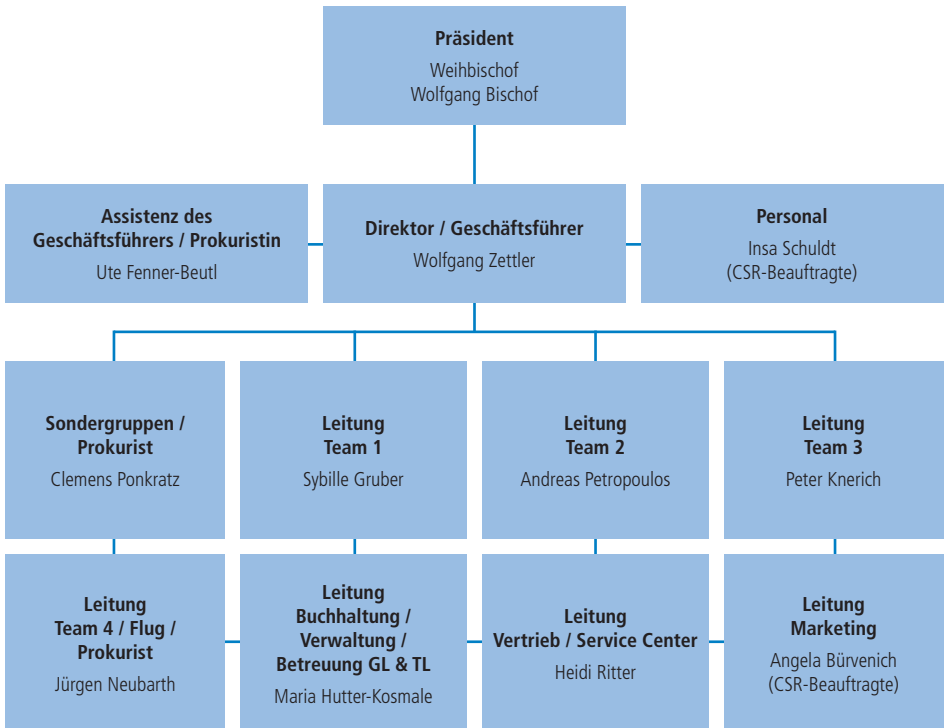 Präsident
Weihbischof
Wolfgang Bischof
Assistenz des
Geschäftsführers / Prokuristin
Ute Fenner-Beutl
Direktor / Geschäftsführer
Wolfgang Zettler
Personal
Insa Schuldt
(CSR-Beauftragte)
Sondergruppen /
Prokurist
Clemens Ponkratz
Leitung
Team 1
Sybille Gruber
Leitung
Team 2
Andreas Petropoulos
Leitung
Team 3
Peter Knerich
Leitung
Team 4 / Flug /
Prokurist
Jürgen Neubarth
Leitung
Buchhaltung /
Verwaltung /
Betreuung GL & TL
Maria Hutter-Kosmale
Leitung
Vertrieb / Service Center
Heidi Ritter
Leitung
Marketing
Angela Bürvenich
(CSR-Beauftragte)